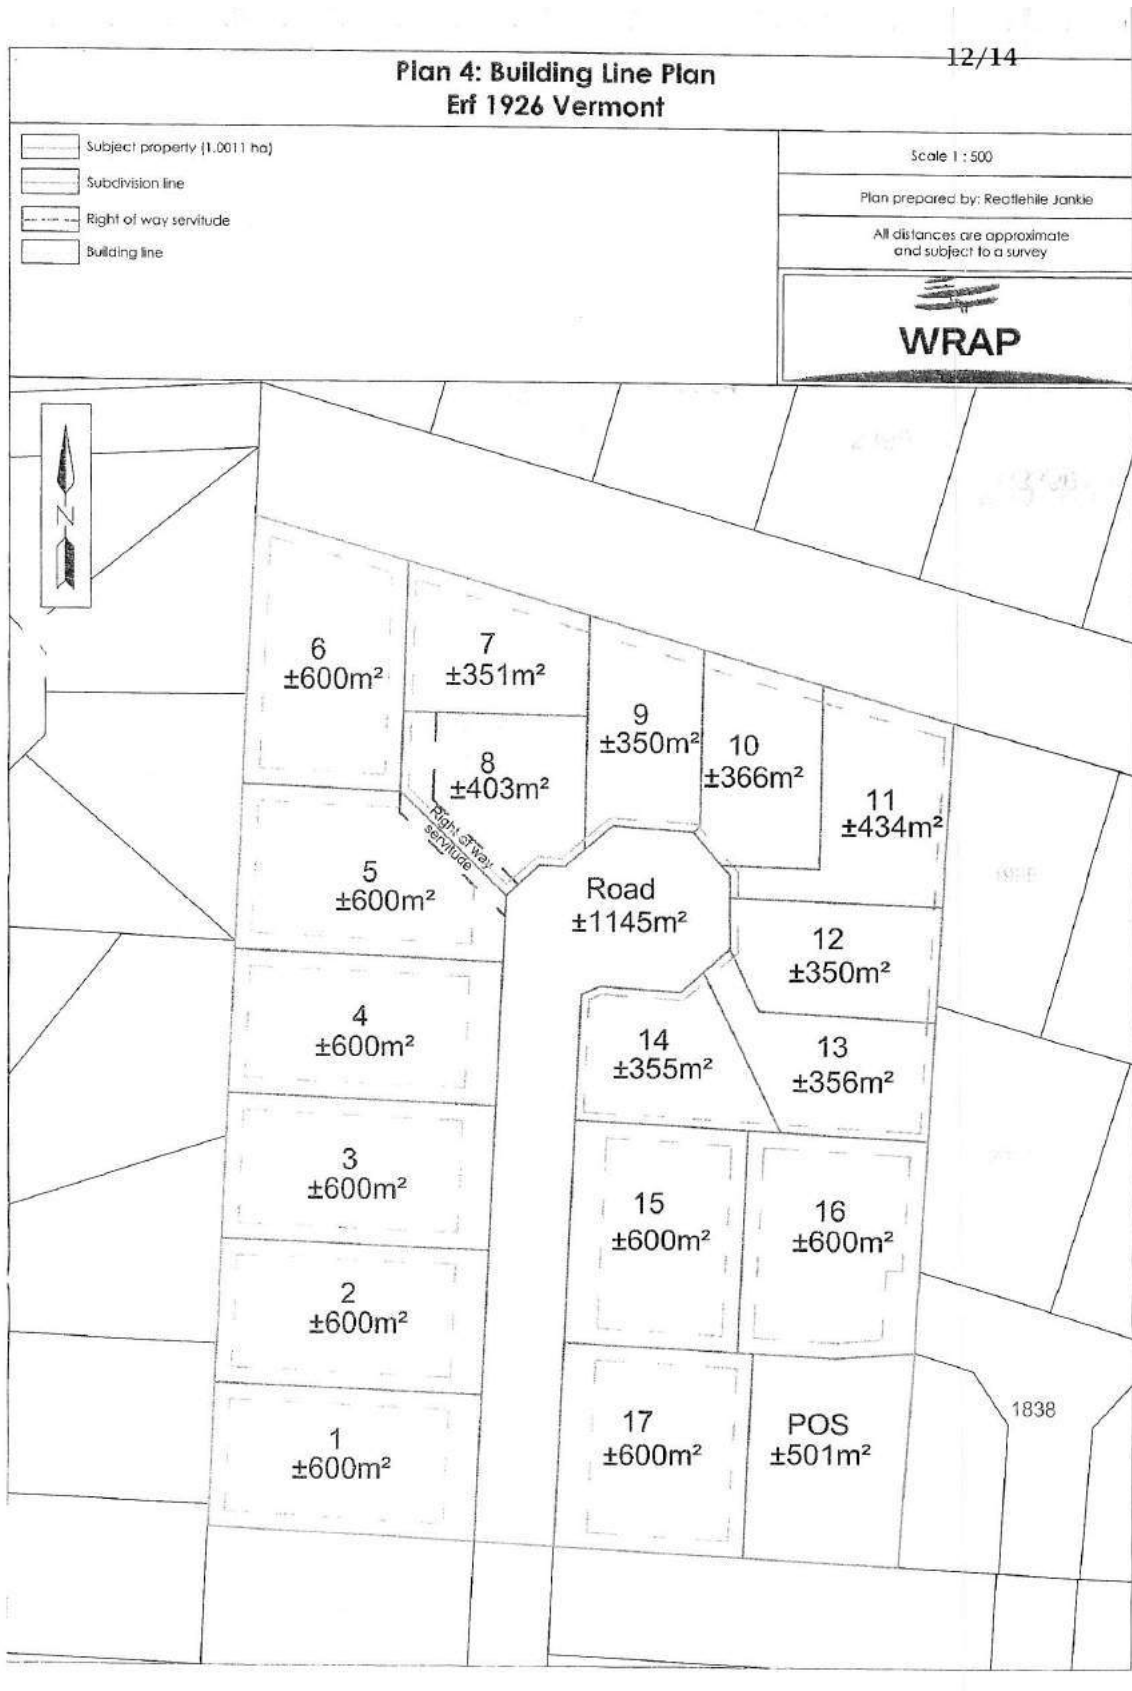 12/14
Plan 4: Building Line Plan
Erf 1926 Vermont
Subject property (1.0011 ha)
Subdivision line
Right of way servitude
Building line
Scale 1 : 500
Plan prepared by: Reatlehile Jankie
All distances are approximate
and subject to a survey
WRAP
N
6
±600m²
7
±351m²
8
±403m²
9
±350m²
10
±366m²
11
±434m²
Right of way
servitude
5
±600m²
Road
±1145m²
12
±350m²
4
±600m²
14
±355m²
13
±356m²
3
±600m²
15
±600m²
16
±600m²
2
±600m²
1
±600m²
17
±600m²
POS
±501m²
1838